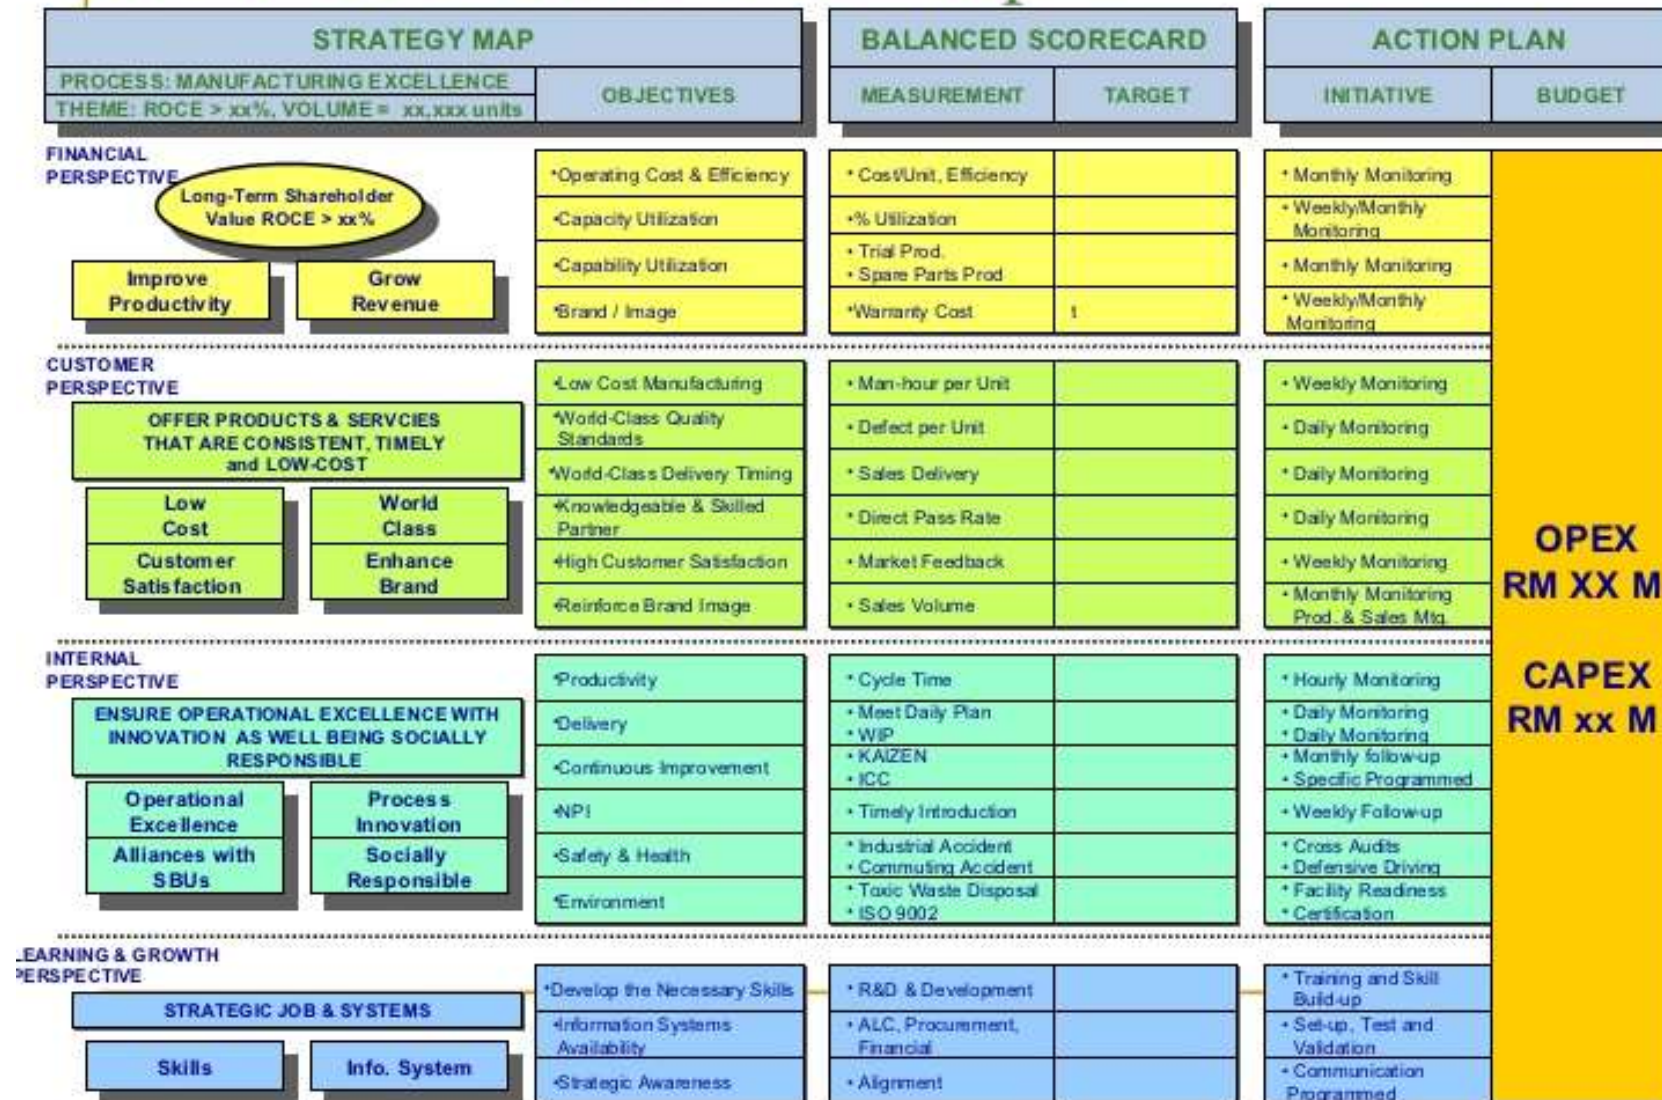 STRATEGY MAP
BALANCED SCORECARD
ACTION PLAN
PROCESS: MANUFACTURING EXCELLENCE
THEME: ROCE > xx%, VOLUME = xx,xxx units
OBJECTIVES
MEASUREMENT
TARGET
INITIATIVE
BUDGET
FINANCIAL
PERSPECTIVE
Long-Term Shareholder
Value ROCE > xx%
Improve
Productivity
Grow
Revenue
•Operating Cost & Efficiency
• Cost/Unit, Efficiency
• Monthly Monitoring
•Capacity Utilization
•% Utilization
• Weekly/Monthly
Monitoring
•Capability Utilization
• Trial Prod.
• Spare Parts Prod
• Monthly Monitoring
•Brand / Image
•Warranty Cost
1
• Weekly/Monthly
Monitoring
CUSTOMER
PERSPECTIVE
OFFER PRODUCTS & SERVCIES
THAT ARE CONSISTENT, TIMELY
and LOW-COST
Low
Cost
World
Class
Customer
Satisfaction
Enhance
Brand
•Low Cost Manufacturing
• Man-hour per Unit
• Weekly Monitoring
•World-Class Quality
Standards
• Defect per Unit
• Daily Monitoring
•World-Class Delivery Timing
• Sales Delivery
• Daily Monitoring
•Knowledgeable & Skilled
Partner
• Direct Pass Rate
• Daily Monitoring
•High Customer Satisfaction
• Market Feedback
• Weekly Monitoring
•Reinforce Brand Image
• Sales Volume
• Monthly Monitoring
Prod. & Sales Mtg.
OPEX
RM XX M
CAPEX
RM xx M
INTERNAL
PERSPECTIVE
ENSURE OPERATIONAL EXCELLENCE WITH
INNOVATION AS WELL BEING SOCIALLY
RESPONSIBLE
Operational
Excellence
Process
Innovation
Alliances with
SBUs
Socially
Responsible
•Productivity
• Cycle Time
• Hourly Monitoring
•Delivery
• Meet Daily Plan
• WIP
• Daily Monitoring
• Daily Monitoring
•Continuous Improvement
• KAIZEN
• ICC
• Monthly follow-up
• Specific Programmed
•NPI
• Timely Introduction
• Weekly Follow-up
•Safety & Health
• Industrial Accident
• Commuting Accident
• Cross Audits
• Defensive Driving
•Environment
• Toxic Waste Disposal
• ISO 9002
• Facility Readiness
• Certification
LEARNING & GROWTH
PERSPECTIVE
STRATEGIC JOB & SYSTEMS
Skills
Info. System
•Develop the Necessary Skills
• R&D & Development
• Training and Skill
Build-up
•Information Systems
Availability
• ALC, Procurement,
Financial
• Set-up, Test and
Validation
•Strategic Awareness
• Alignment
• Communication
Programmed